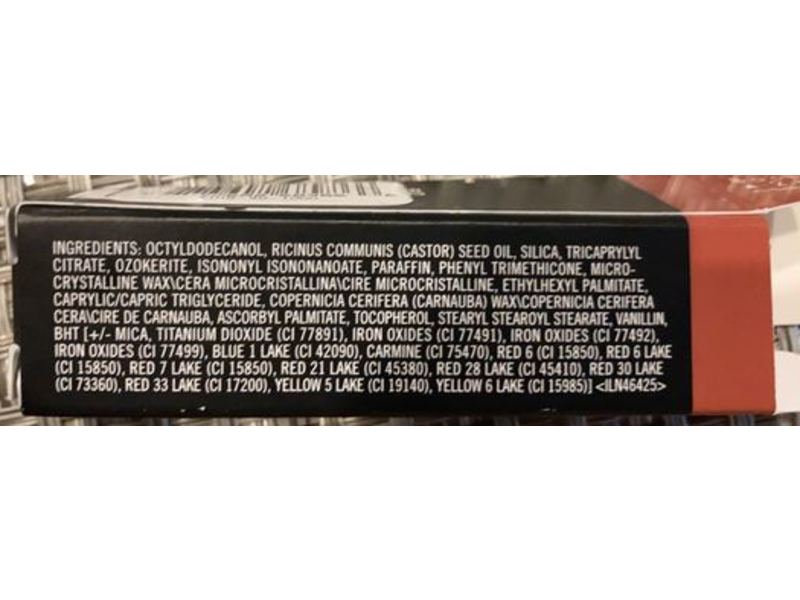 INGREDIENTS: OCTYLDODECANOL, RICINUS COMMUNIS (CASTOR) SEED OIL, SILICA, TRICAPRYLYL
CITRATE, OZOKERITE, ISONONYL ISONONANOATE, PARAFFIN, PHENYL TRIMETHICONE, MICRO-
CRYSTALLINE WAX\CERA MICROCRISTALLINA\CIRE MICROCRISTALLINE, ETHYLHEXYL PALMITATE,
CAPRYLIC/CAPRIC TRIGLYCERIDE, COPERNICIA CERIFERA (CARNAUBA) WAX\COPERNICIA CERIFERA
CERA\CIRE DE CARNAUBA, ASCORBYL PALMITATE, TOCOPHEROL, STEARYL STEAROYL STEARATE, VANILLIN,
BHT [+/- MICA, TITANIUM DIOXIDE (CI 77891), IRON OXIDES (CI 77491), IRON OXIDES (CI 77492),
IRON OXIDES (CI 77499), BLUE 1 LAKE (CI 42090), CARMINE (CI 75470), RED 6 (CI 15850), RED 6 LAKE
(CI 15850), RED 7 LAKE (CI 15850), RED 21 LAKE (CI 45380), RED 28 LAKE (CI 45410), RED 30 LAKE
(CI 73360), RED 33 LAKE (CI 17200), YELLOW 5 LAKE (CI 19140), YELLOW 6 LAKE (CI 15985)] <ILN46425>